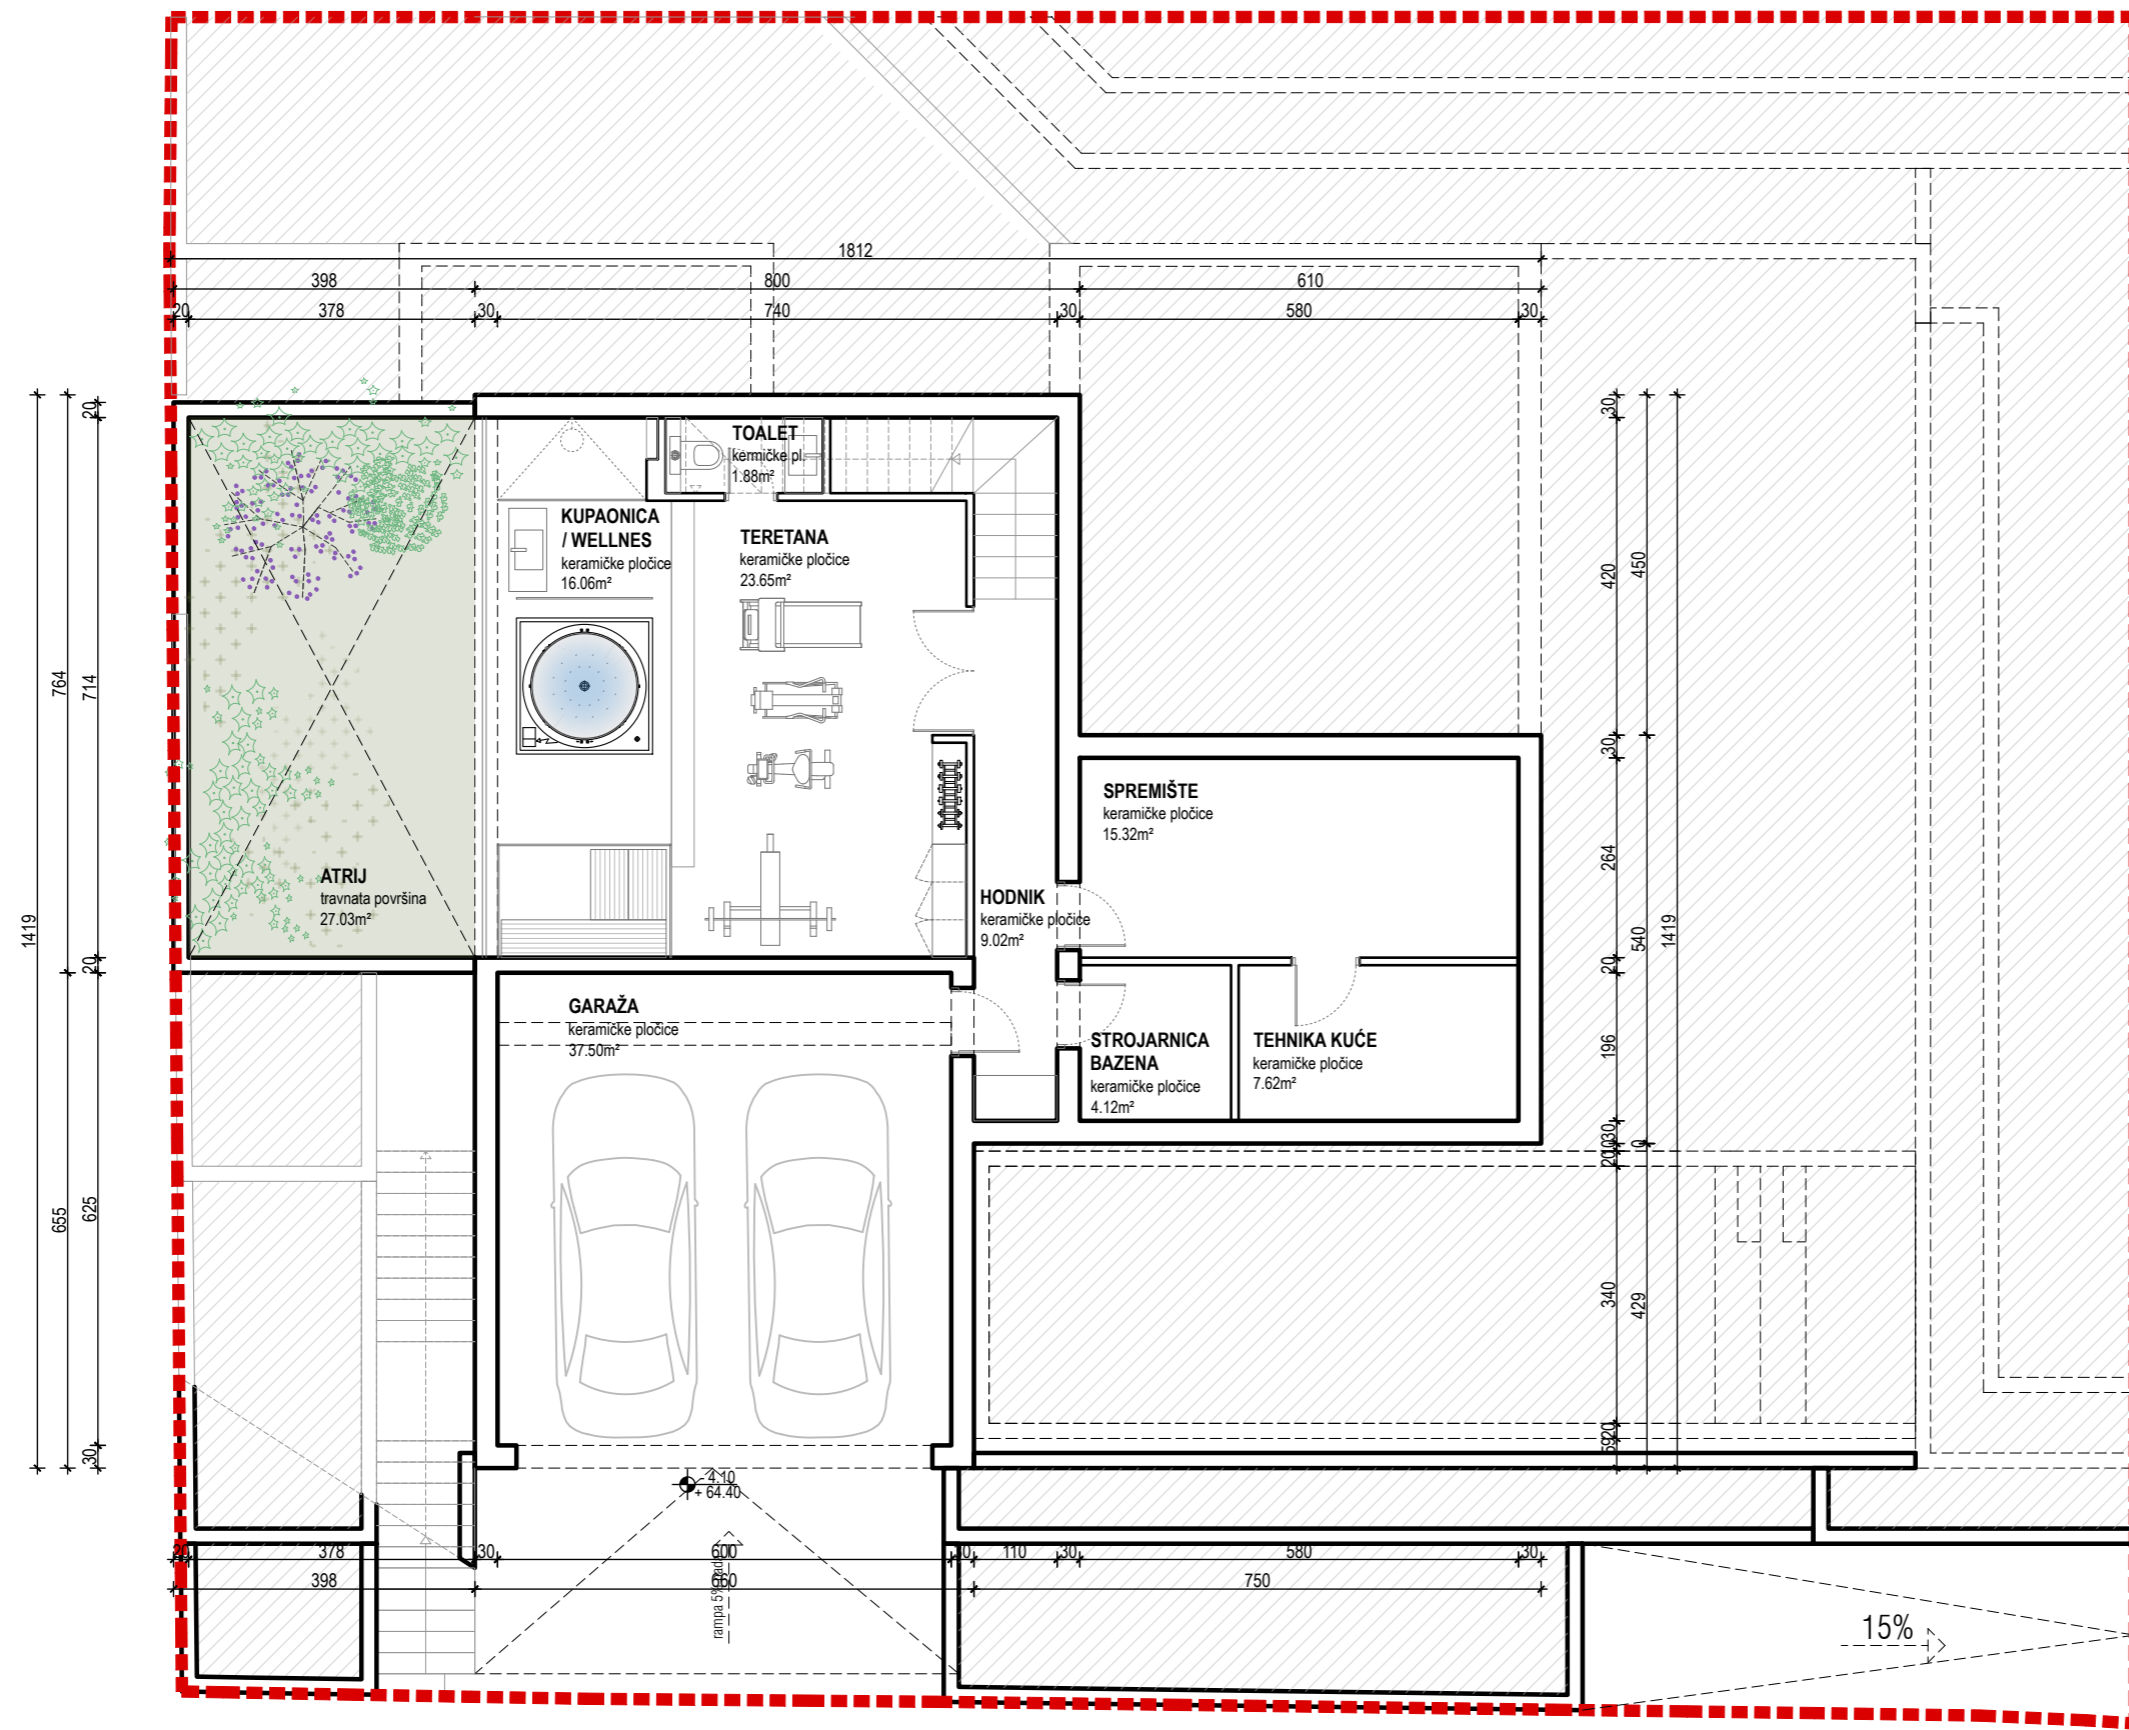 1812
398
800
610
20
378
30
740
30
580
30
TOALET
kermičke pl.
1.88m²
KUPAONICA
/ WELLNES
keramičke pločice
16.06m²
TERETANA
keramičke pločice
23.65m²
SPREMIŠTE
keramičke pločice
15.32m²
ATRIJ
travnata površina
27.03m²
HODNIK
keramičke pločice
9.02m²
GARAŽA
keramičke pločice
37.50m²
STROJARNICA
BAZENA
keramičke pločice
4.12m²
TEHNIKA KUĆE
keramičke pločice
7.62m²
1419
764
655
20
714
20
625
30
30
420
30
264
20
196
30
20
340
20
450
540
0
429
1419
- 4.10
+ 64.40
378
30
600
110
30
580
30
398
660
750
15%